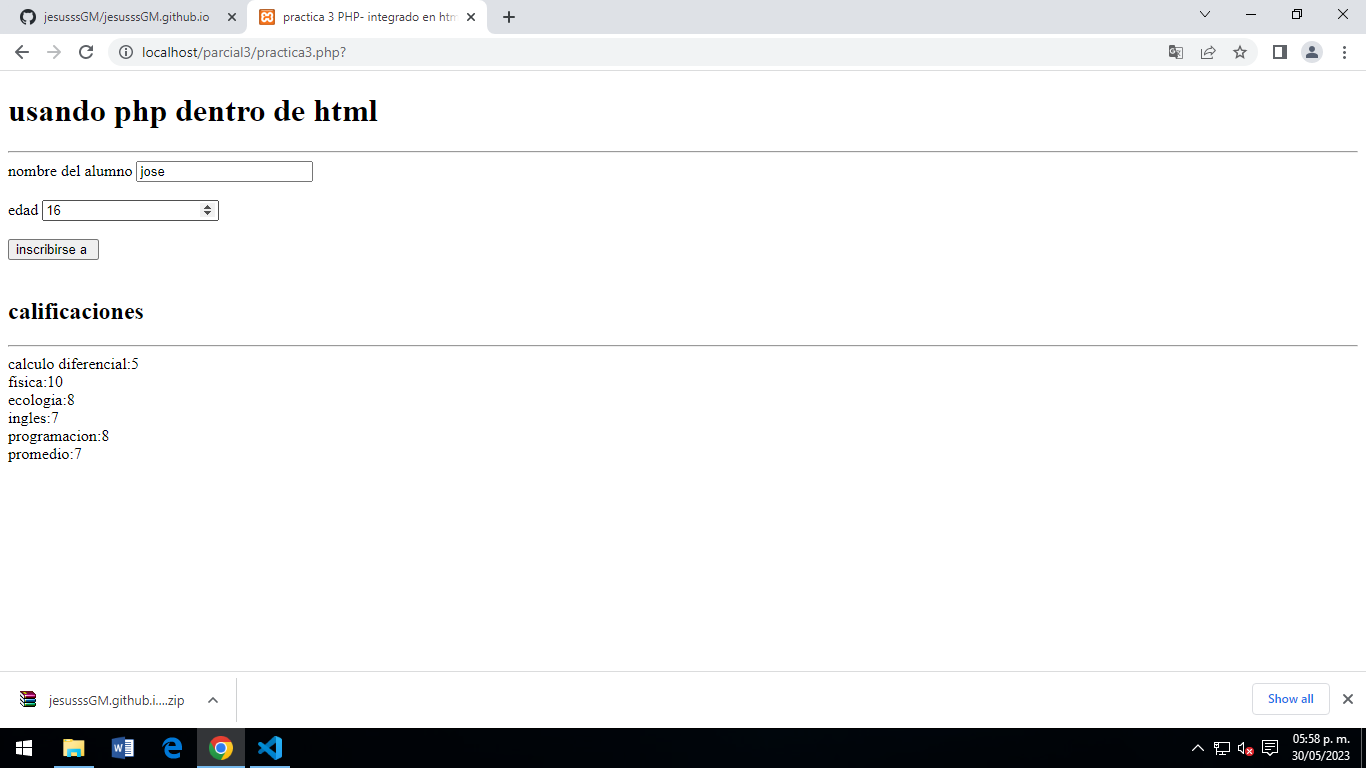 jesusssGM/jesusssGM.github.io
practica 3 PHP- integrado en htm
localhost/parcial3/practica3.php?
usando php dentro de html
nombre del alumno jose
edad 16
inscribirse a
calificaciones
calculo diferencial:5
fisica:10
ecologia:8
ingles:7
programacion:8
promedio:7
jesusssGM.github.i....zip
Show all
05:58 p. m.
30/05/2023